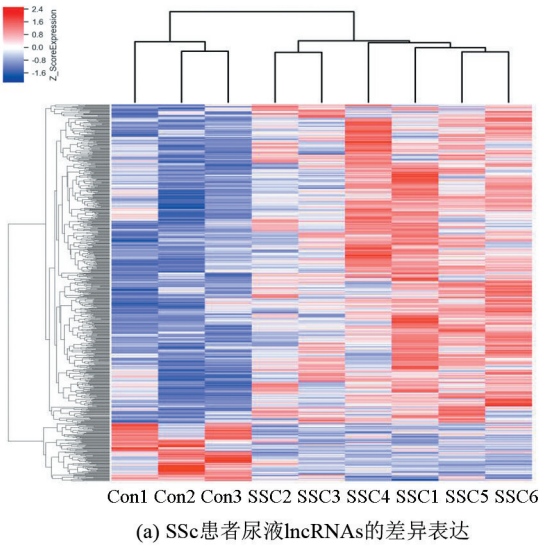 2.4
0.8
0.0
-0.8
-1.6
Z_ScoreExpression
Con1 Con2 Con3 SSC2 SSC3 SSC4 SSC1 SSC5 SSC6
(a) SSc患者尿液lncRNAs的差异表达